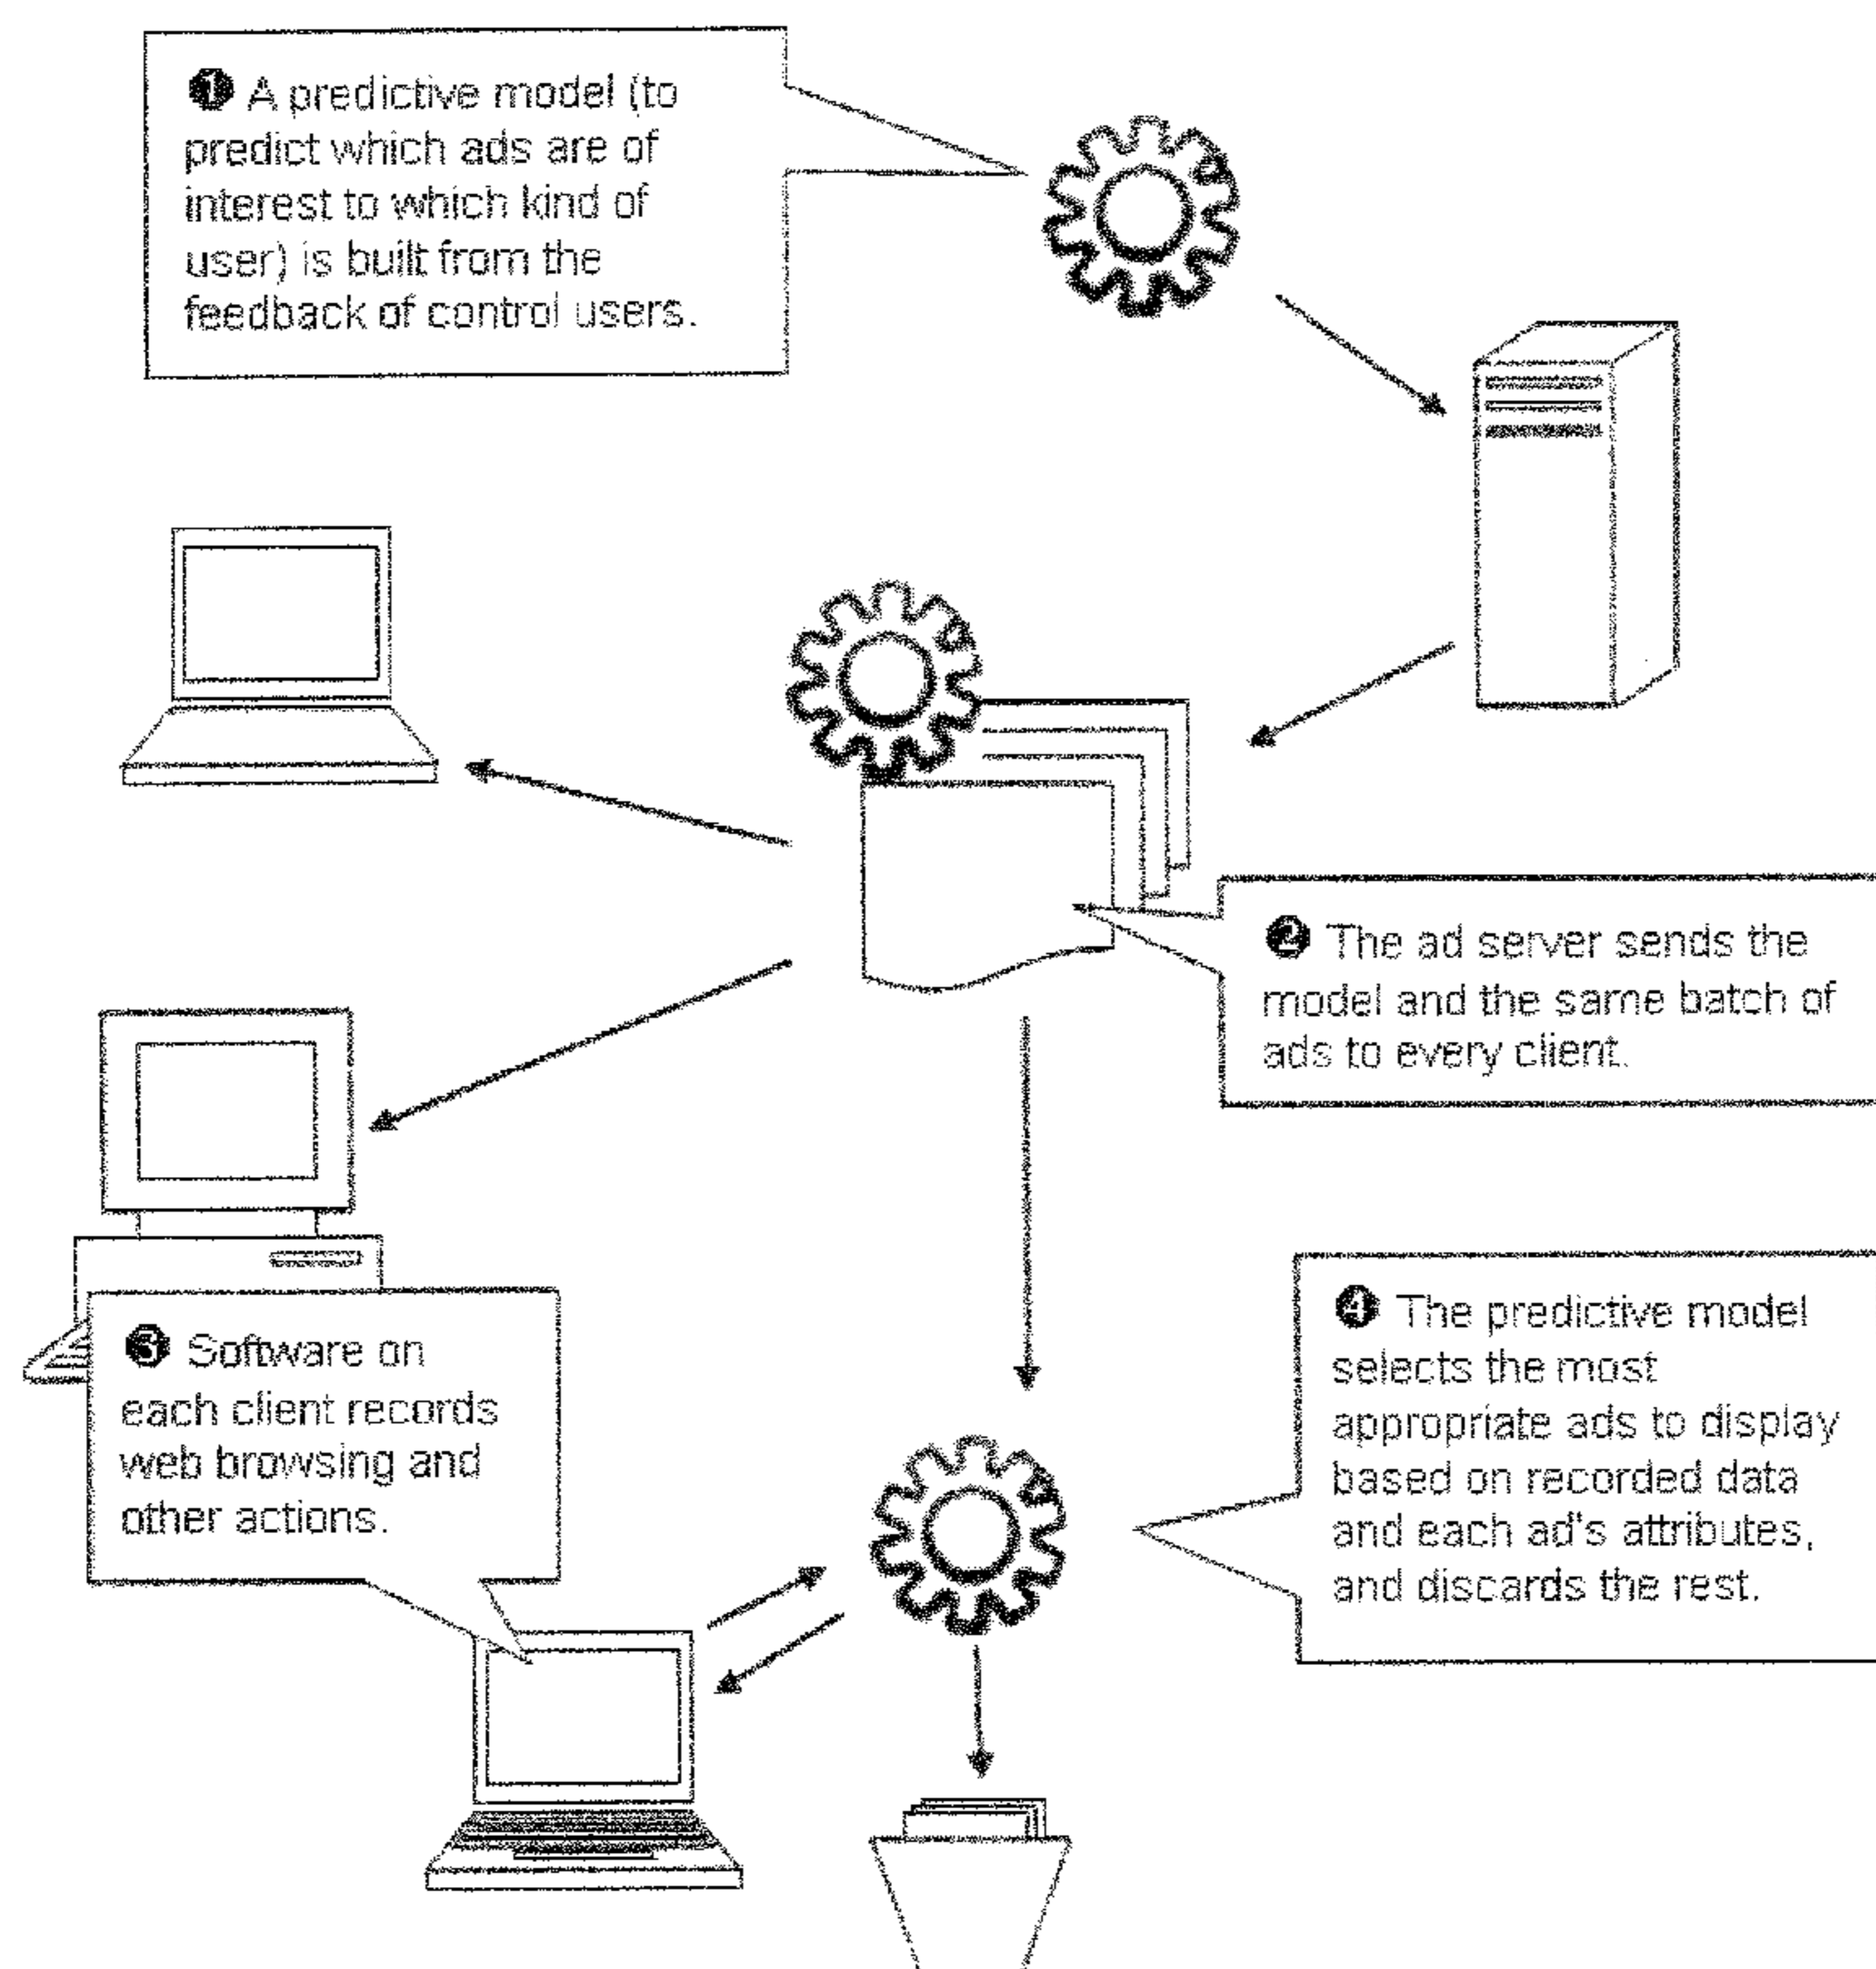 ❶ A predictive model (to
predict which ads are of
interest to which kind of
user) is built from the
feedback of control users.
❷ The ad server sends the
model and the same batch of
ads to every client.
❸ Software on
each client records
web browsing and
other actions.
❹ The predictive model
selects the most
appropriate ads to display
based on recorded data
and each ad's attributes,
and discards the rest.